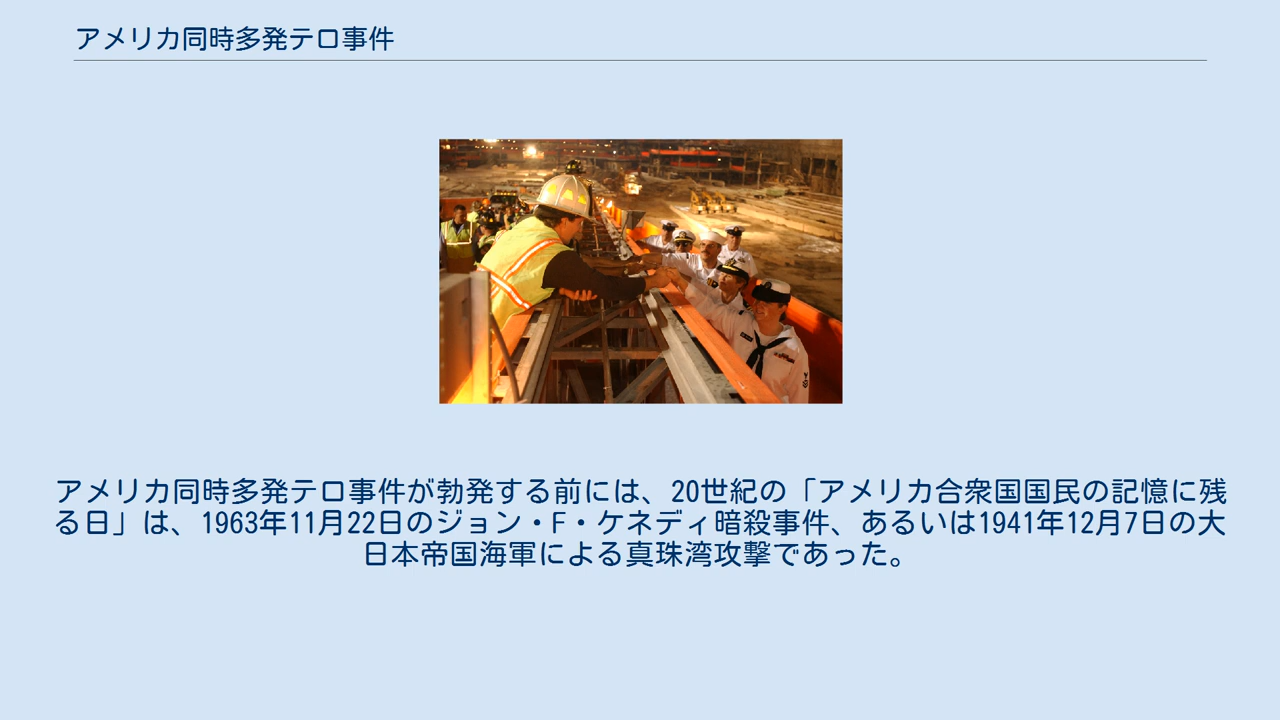 アメリカ同時多発テロ事件
アメリカ同時多発テロ事件が勃発する前には、20世紀の「アメリカ合衆国国民の記憶に残
る日」は、1963年11月22日のジョン・F・ケネディ暗殺事件、あるいは1941年12月7日の大
日本帝国海軍による真珠湾攻撃であった。